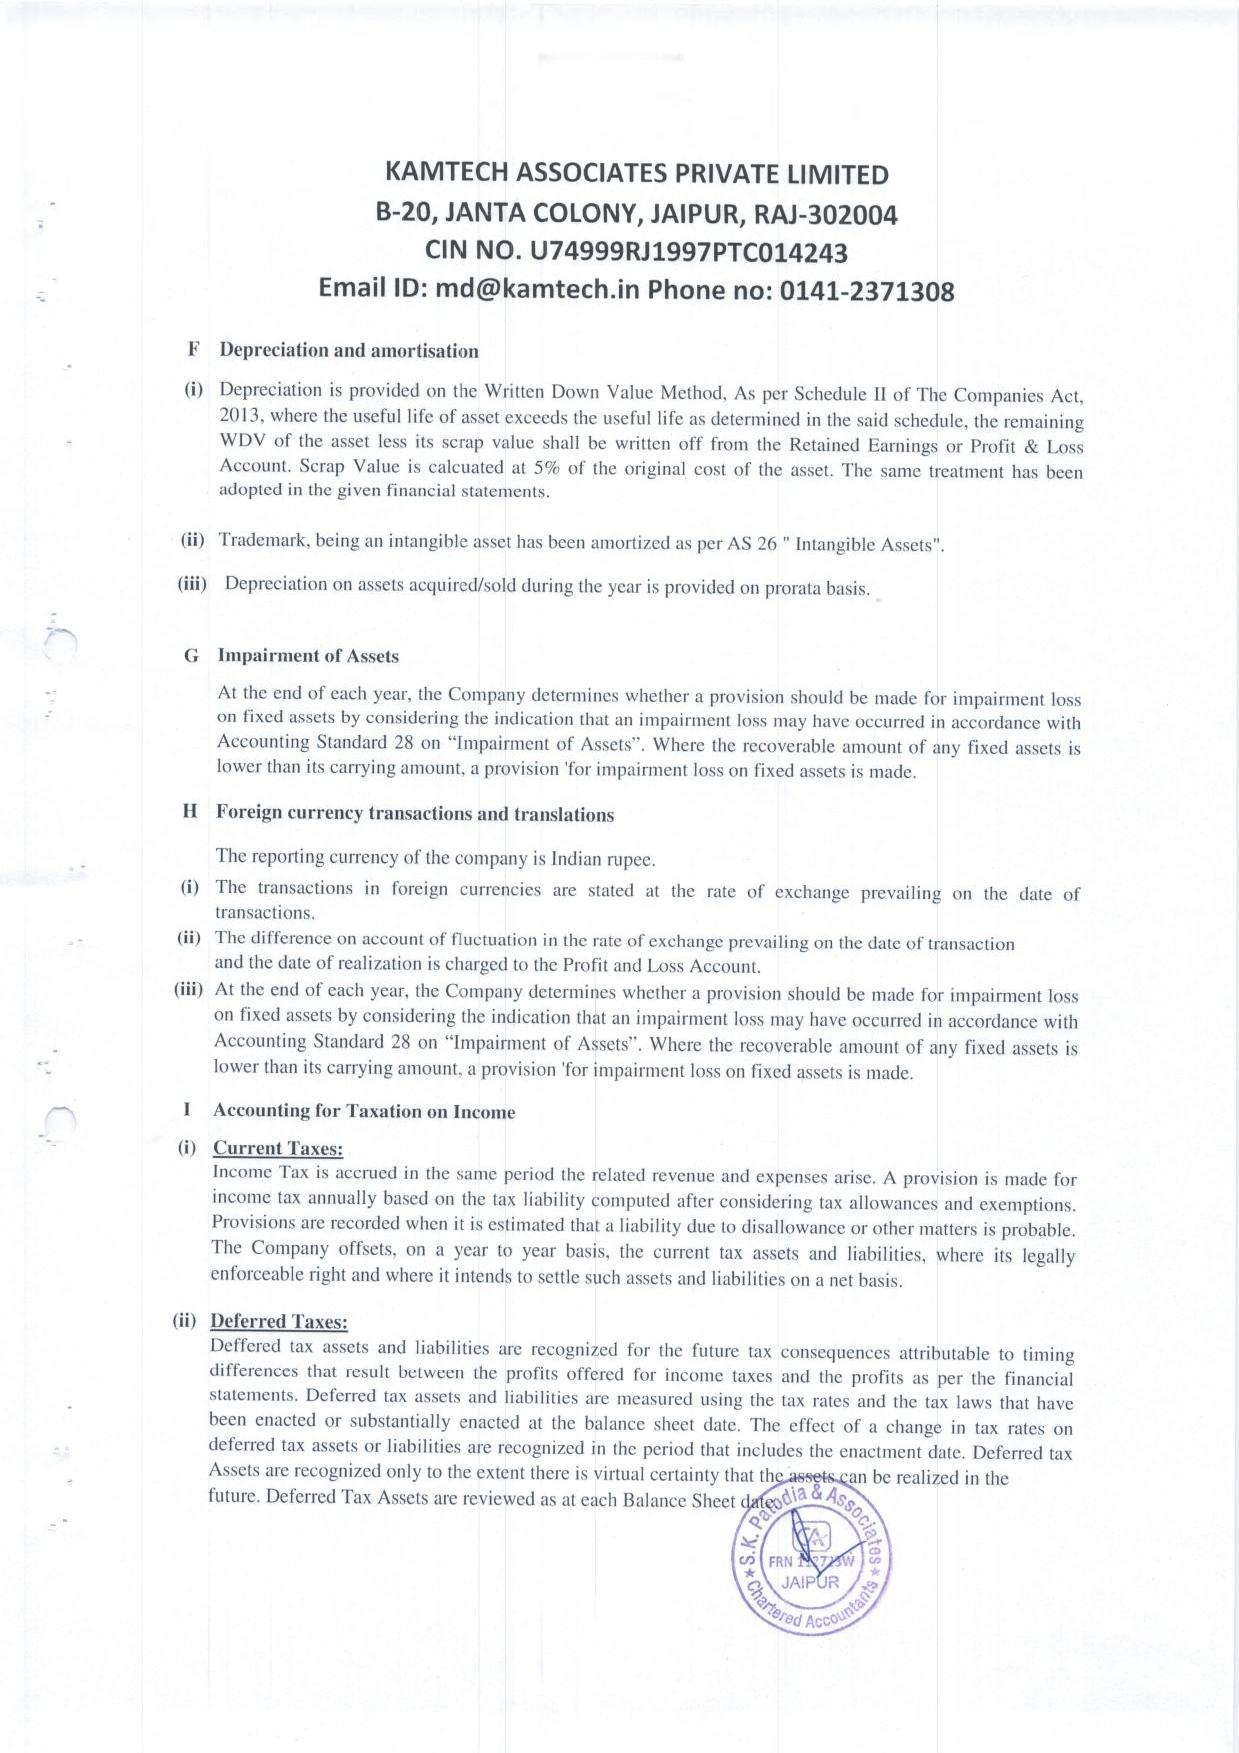 KAMTECH ASSOCIATES PRIVATE LIMITED
B-20, JANTA COLONY, JAIPUR, RAJ-302004
CIN NO. U74999RJ1997PTC014243
Email ID: md@kamtech.in Phone no: 0141-2371308
F Depreciation and amortisation
(i) Depreciation is provided on the Written Down Value Method, As per Schedule II of The Companies Act,
2013, where the useful life of asset exceeds the useful life as determined in the said schedule, the remaining
WDV of the asset less its scrap value shall be written off from the Retained Earnings or Profit & Loss
Account. Scrap Value is calcuated at 5% of the original cost of the asset. The same treatment has been
adopted in the given financial statements.
(ii) Trademark, being an intangible asset has been amortized as per AS 26 " Intangible Assets".
(iii) Depreciation on assets acquired/sold during the year is provided on prorata basis.
G Impairment of Assets
At the end of each year, the Company determines whether a provision should be made for impairment loss
on fixed assets by considering the indication that an impairment loss may have occurred in accordance with
Accounting Standard 28 on “Impairment of Assets”. Where the recoverable amount of any fixed assets is
lower than its carrying amount, a provision 'for impairment loss on fixed assets is made.
H Foreign currency transactions and translations
The reporting currency of the company is Indian rupee.
(i) The transactions in foreign currencies are stated at the rate of exchange prevailing on the date of
transactions.
(ii) The difference on account of fluctuation in the rate of exchange prevailing on the date of transaction
and the date of realization is charged to the Profit and Loss Account.
(iii) At the end of each year, the Company determines whether a provision should be made for impairment loss
on fixed assets by considering the indication that an impairment loss may have occurred in accordance with
Accounting Standard 28 on “Impairment of Assets”. Where the recoverable amount of any fixed assets is
lower than its carrying amount, a provision 'for impairment loss on fixed assets is made.
I Accounting for Taxation on Income
(i) Current Taxes:
Income Tax is accrued in the same period the related revenue and expenses arise. A provision is made for
income tax annually based on the tax liability computed after considering tax allowances and exemptions.
Provisions are recorded when it is estimated that a liability due to disallowance or other matters is probable.
The Company offsets, on a year to year basis, the current tax assets and liabilities, where its legally
enforceable right and where it intends to settle such assets and liabilities on a net basis.
(ii) Deferred Taxes:
Deffered tax assets and liabilities are recognized for the future tax consequences attributable to timing
differences that result between the profits offered for income taxes and the profits as per the financial
statements. Deferred tax assets and liabilities are measured using the tax rates and the tax laws that have
been enacted or substantially enacted at the balance sheet date. The effect of a change in tax rates on
deferred tax assets or liabilities are recognized in the period that includes the enactment date. Deferred tax
Assets are recognized only to the extent there is virtual certainty that the assets can be realized in the
future. Deferred Tax Assets are reviewed as at each Balance Sheet date.
S.K. Patodia & Associates
CA
FRN 112723W
JAIPUR
★ Chartered Accountants ★